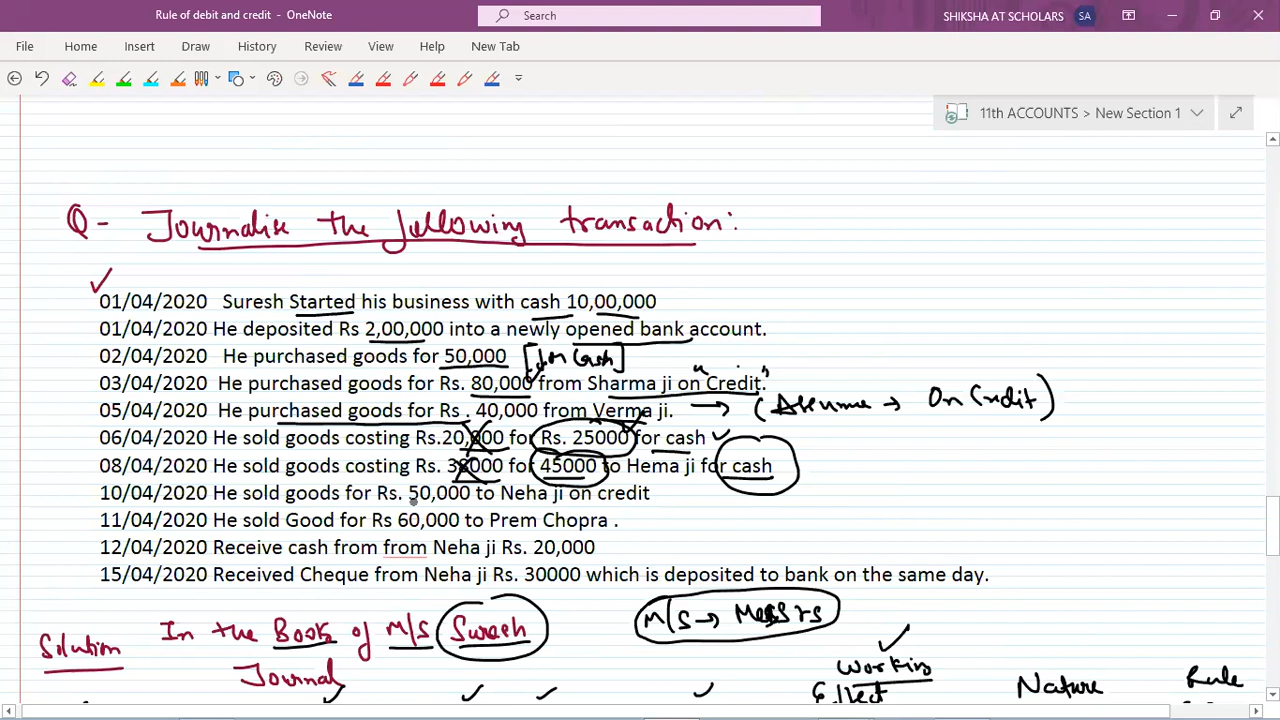 Rule of debit and credit - OneNote
Search
SHIKSHA AT SCHOLARS SA
File Home Insert Draw History Review View Help New Tab
11th ACCOUNTS > New Section 1
Q- Journalise the following transaction:
01/04/2020 Suresh Started his business with cash 10,00,000
01/04/2020 He deposited Rs 2,00,000 into a newly opened bank account.
02/04/2020 He purchased goods for 50,000 [for Cash]
03/04/2020 He purchased goods for Rs. 80,000 from Sharma ji on "Credit."
05/04/2020 He purchased goods for Rs . 40,000 from Verma ji. → (Assume → On Credit)
06/04/2020 He sold goods costing Rs.20,000 for Rs. 25000 for cash
08/04/2020 He sold goods costing Rs. 38000 for 45000 to Hema ji for cash
10/04/2020 He sold goods for Rs. 50,000 to Neha ji on credit
11/04/2020 He sold Good for Rs 60,000 to Prem Chopra .
12/04/2020 Receive cash from from Neha ji Rs. 20,000
15/04/2020 Received Cheque from Neha ji Rs. 30000 which is deposited to bank on the same day.
Solution In the Book of M/S Suresh M/S → Messrs
Journal Working
Effect Nature Rule